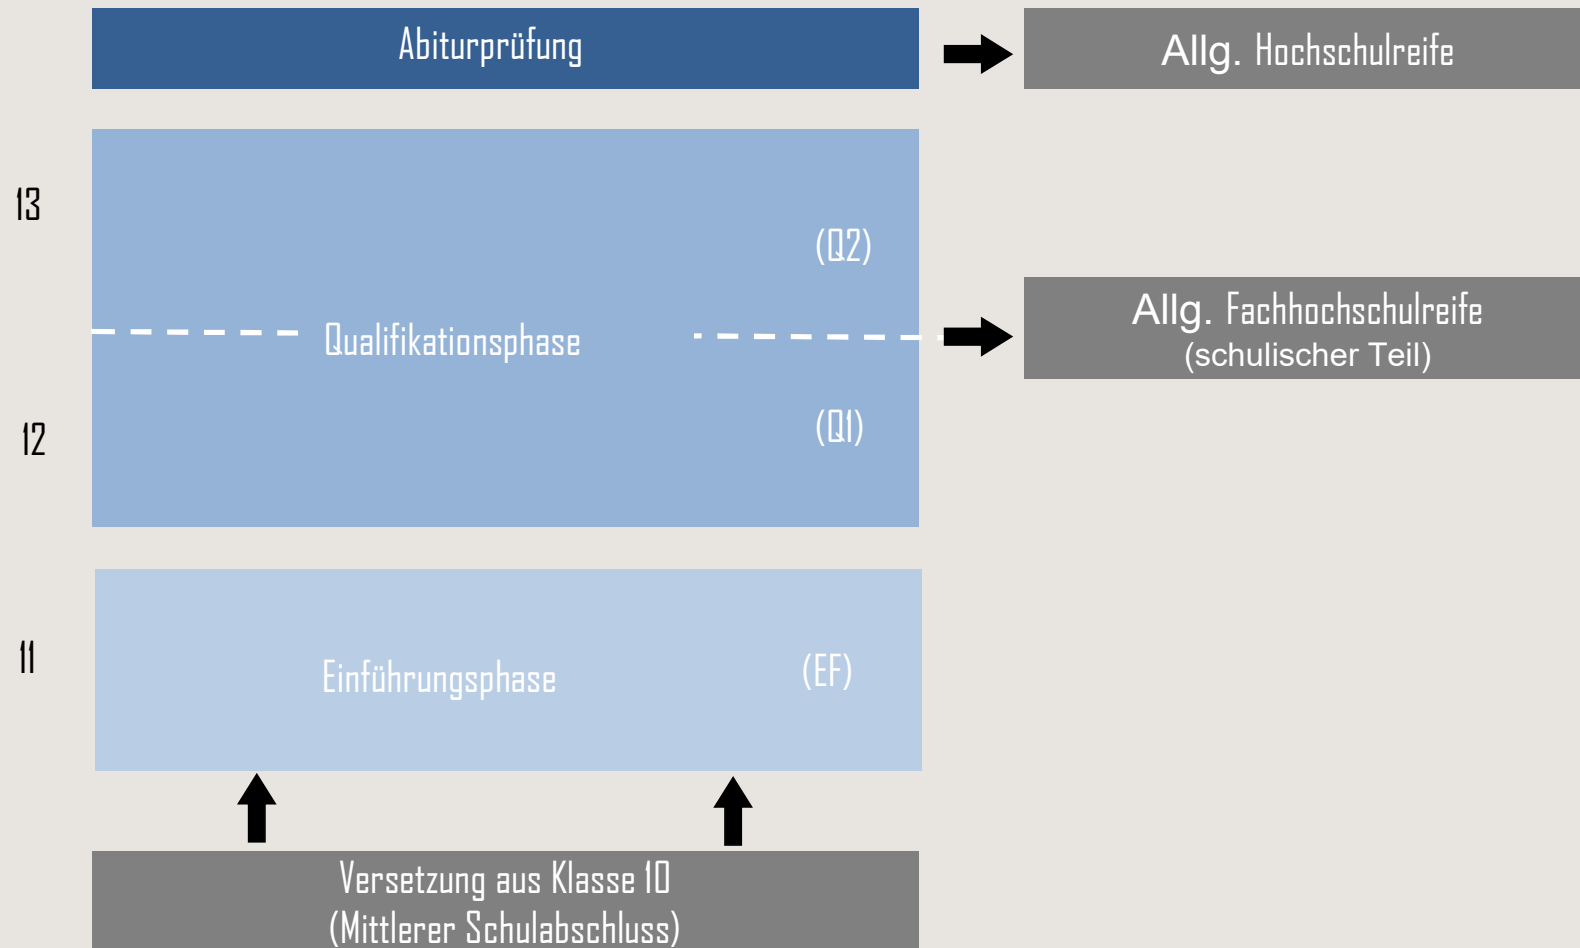 Abiturprüfung
Allg. Hochschulreife
13
(Q2)
Allg. Fachhochschulreife
(schulischer Teil)
Qualifikationsphase
12
(Q1)
11
Einführungsphase
(EF)
Versetzung aus Klasse 10
(Mittlerer Schulabschluss)